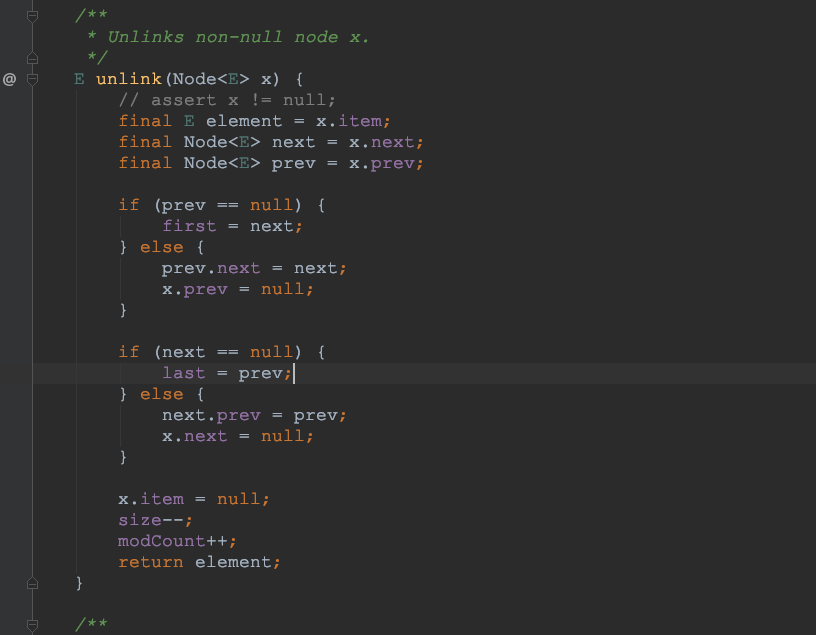 /**
 * Unlinks non-null node x.
 */
@ E unlink(Node<E> x) {
    // assert x != null;
    final E element = x.item;
    final Node<E> next = x.next;
    final Node<E> prev = x.prev;
    if (prev == null) {
        first = next;
    } else {
        prev.next = next;
        x.prev = null;
    }
    if (next == null) {
        last = prev;
    } else {
        next.prev = prev;
        x.next = null;
    }
    x.item = null;
    size--;
    modCount++;
    return element;
}
/**